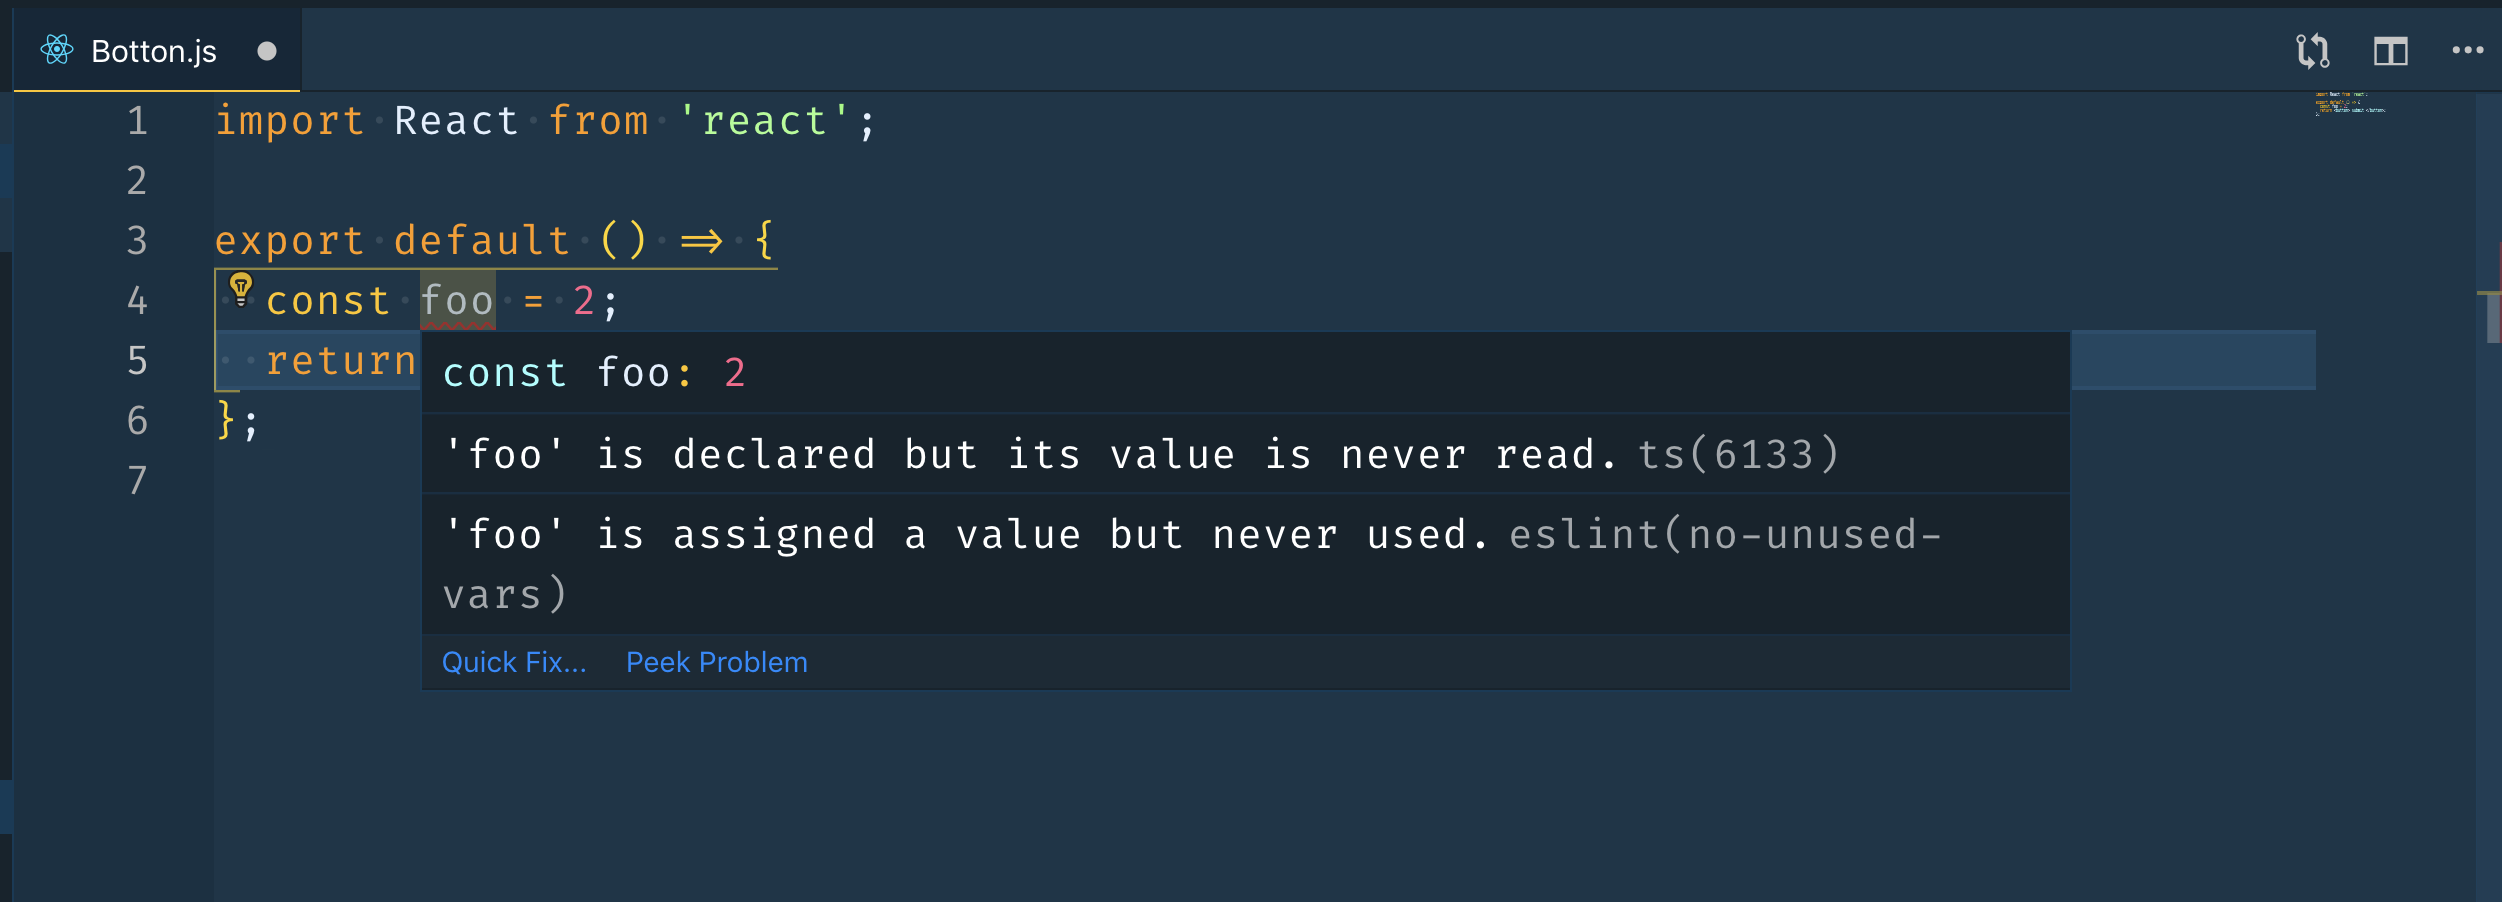 Botton.js
1 import React from 'react';
2
3 export default () => {
4 const foo = 2;
5 return
const foo: 2
6 };
'foo' is declared but its value is never read. ts(6133)
7
'foo' is assigned a value but never used. eslint(no-unused-
vars)
Quick Fix... Peek Problem